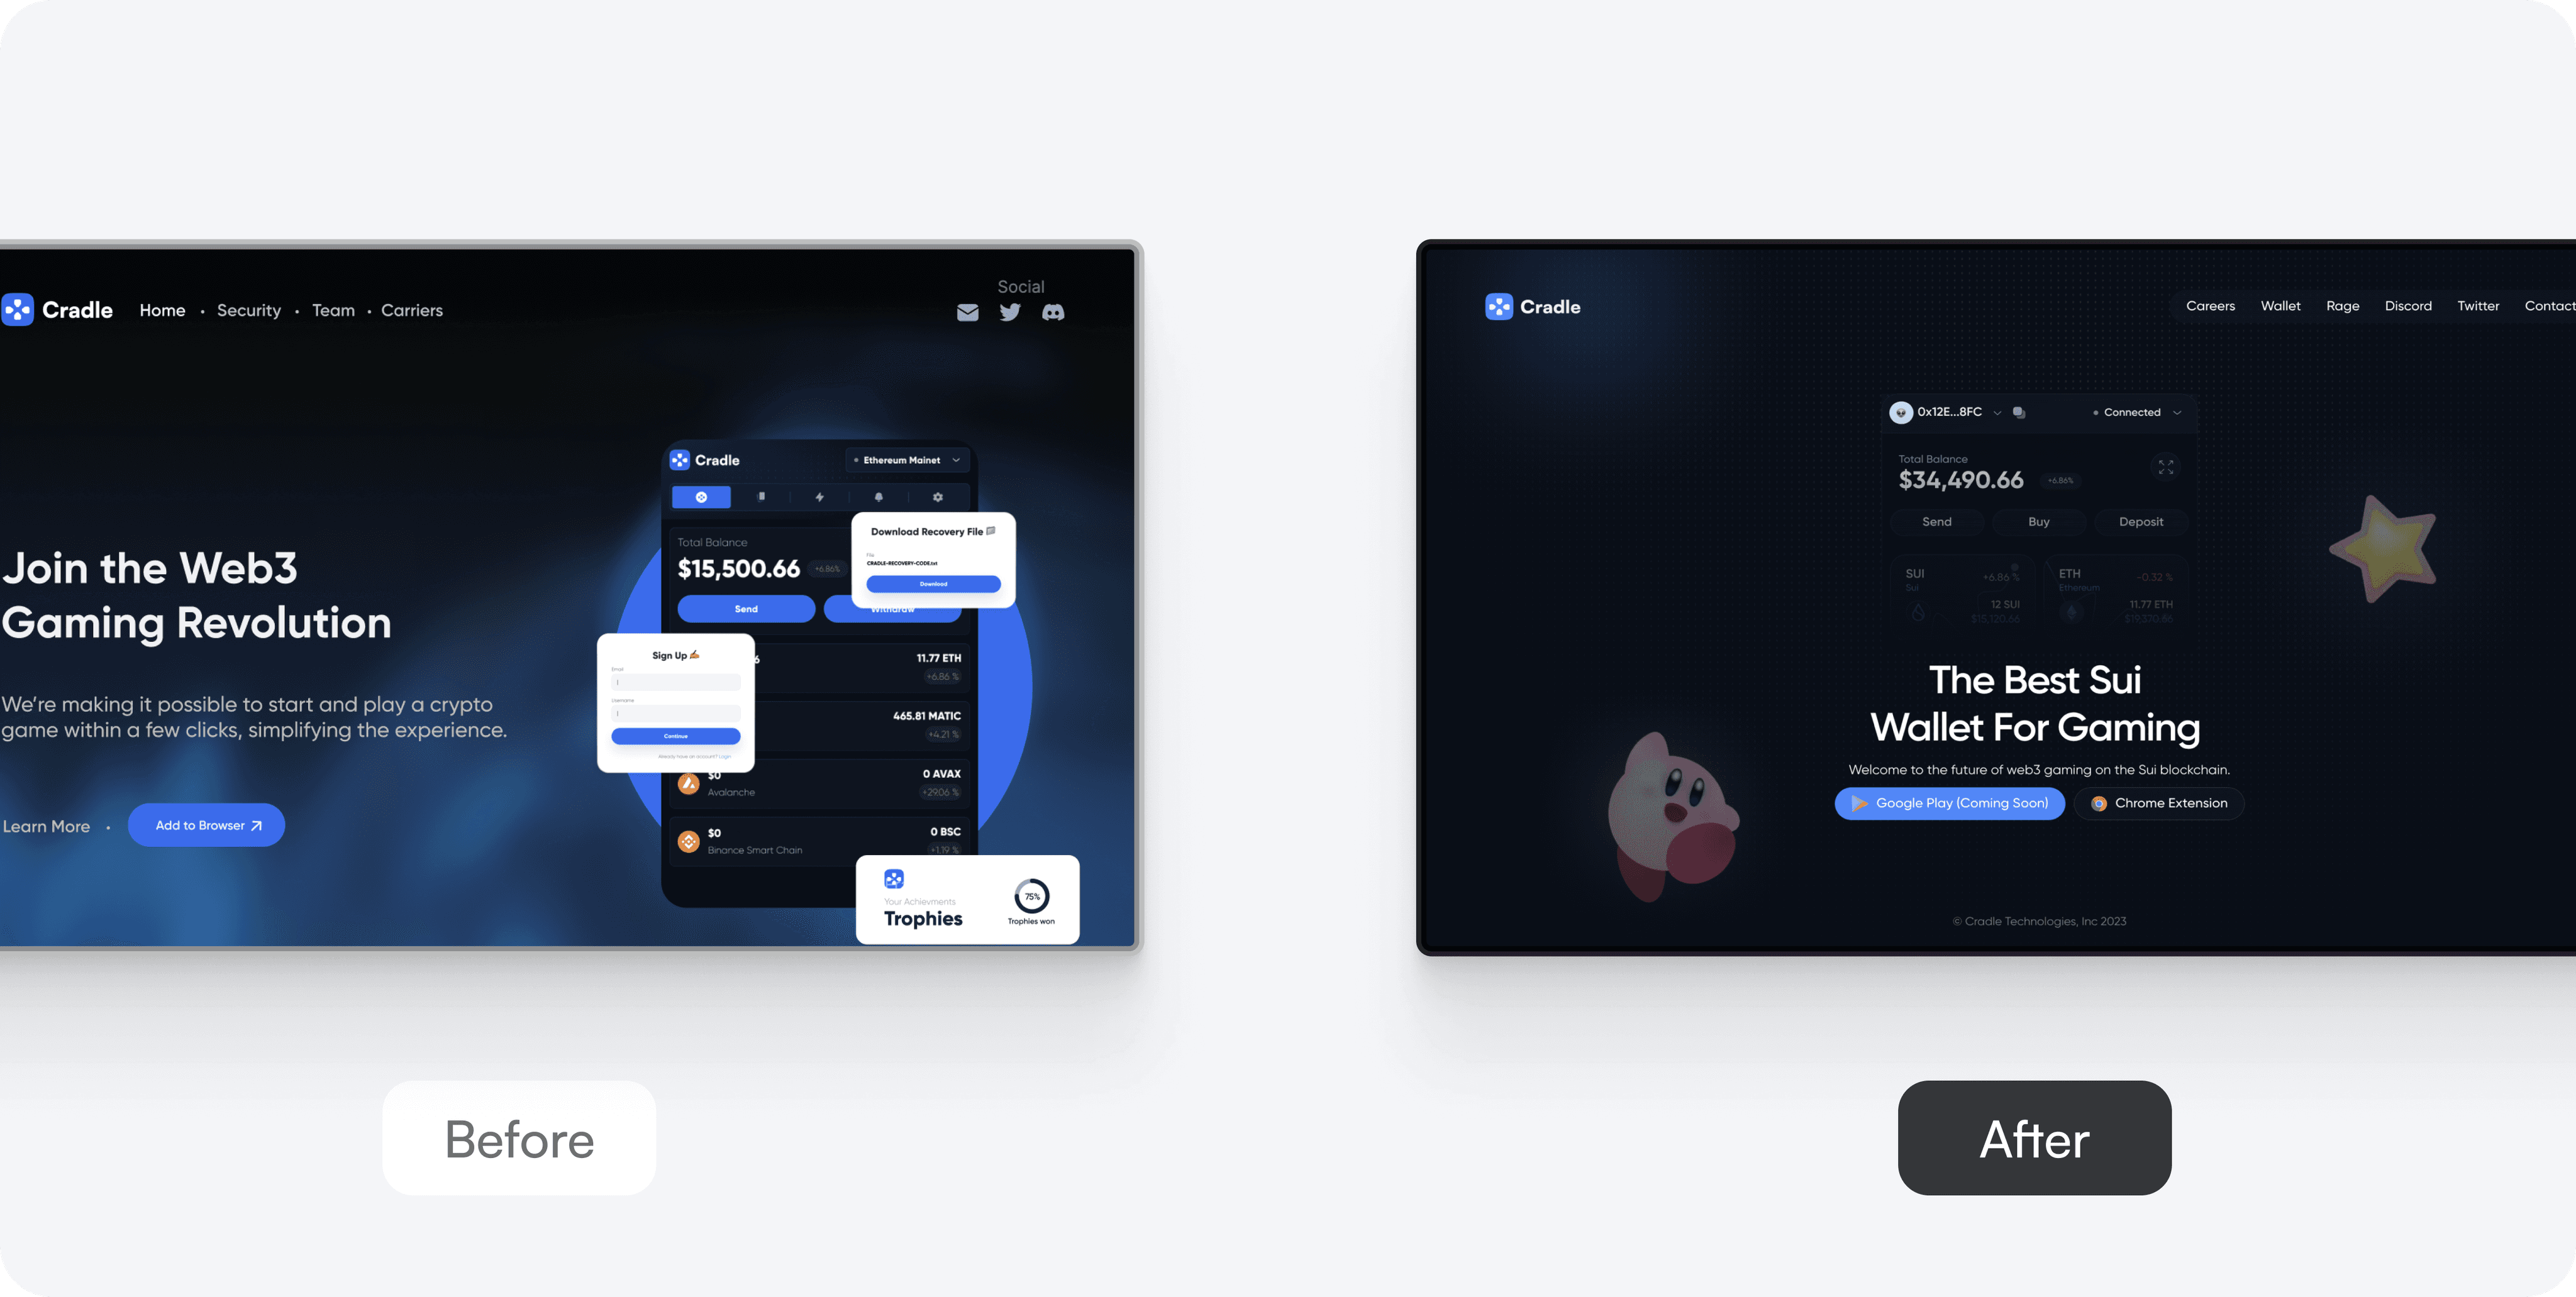 Cradle
Home • Security • Team • Carriers
Social
Join the Web3
Gaming Revolution
We're making it possible to start and play a crypto
game within a few clicks, simplifying the experience.
Learn More •
Add to Browser
Cradle
Ethereum Mainet
Total Balance
$15,500.66
+6.86%
Send
Withdraw
Download Recovery File
File
CRADLE-RECOVERY-CODE.txt
Download
Sign Up
Email
Username
Continue
Already have an account? Login
6
11.77 ETH
+6.86 %
465.81 MATIC
+4.21 %
$0
0 AVAX
Avalanche
+29.06 %
$0
0 BSC
Binance Smart Chain
+1.19 %
Your Achievments
Trophies
75%
Trophies won
Before
Cradle
Careers
Wallet
Rage
Discord
Twitter
Contact
0x12E...8FC
Connected
Total Balance
$34,490.66
+6.86%
Send
Buy
Deposit
SUI
+6.86 %
Sui
12 SUI
$15,120.66
ETH
-0.32 %
Ethereum
11.77 ETH
$19,370.66
The Best Sui
Wallet For Gaming
Welcome to the future of web3 gaming on the Sui blockchain.
Google Play (Coming Soon)
Chrome Extension
© Cradle Technologies, Inc 2023
After